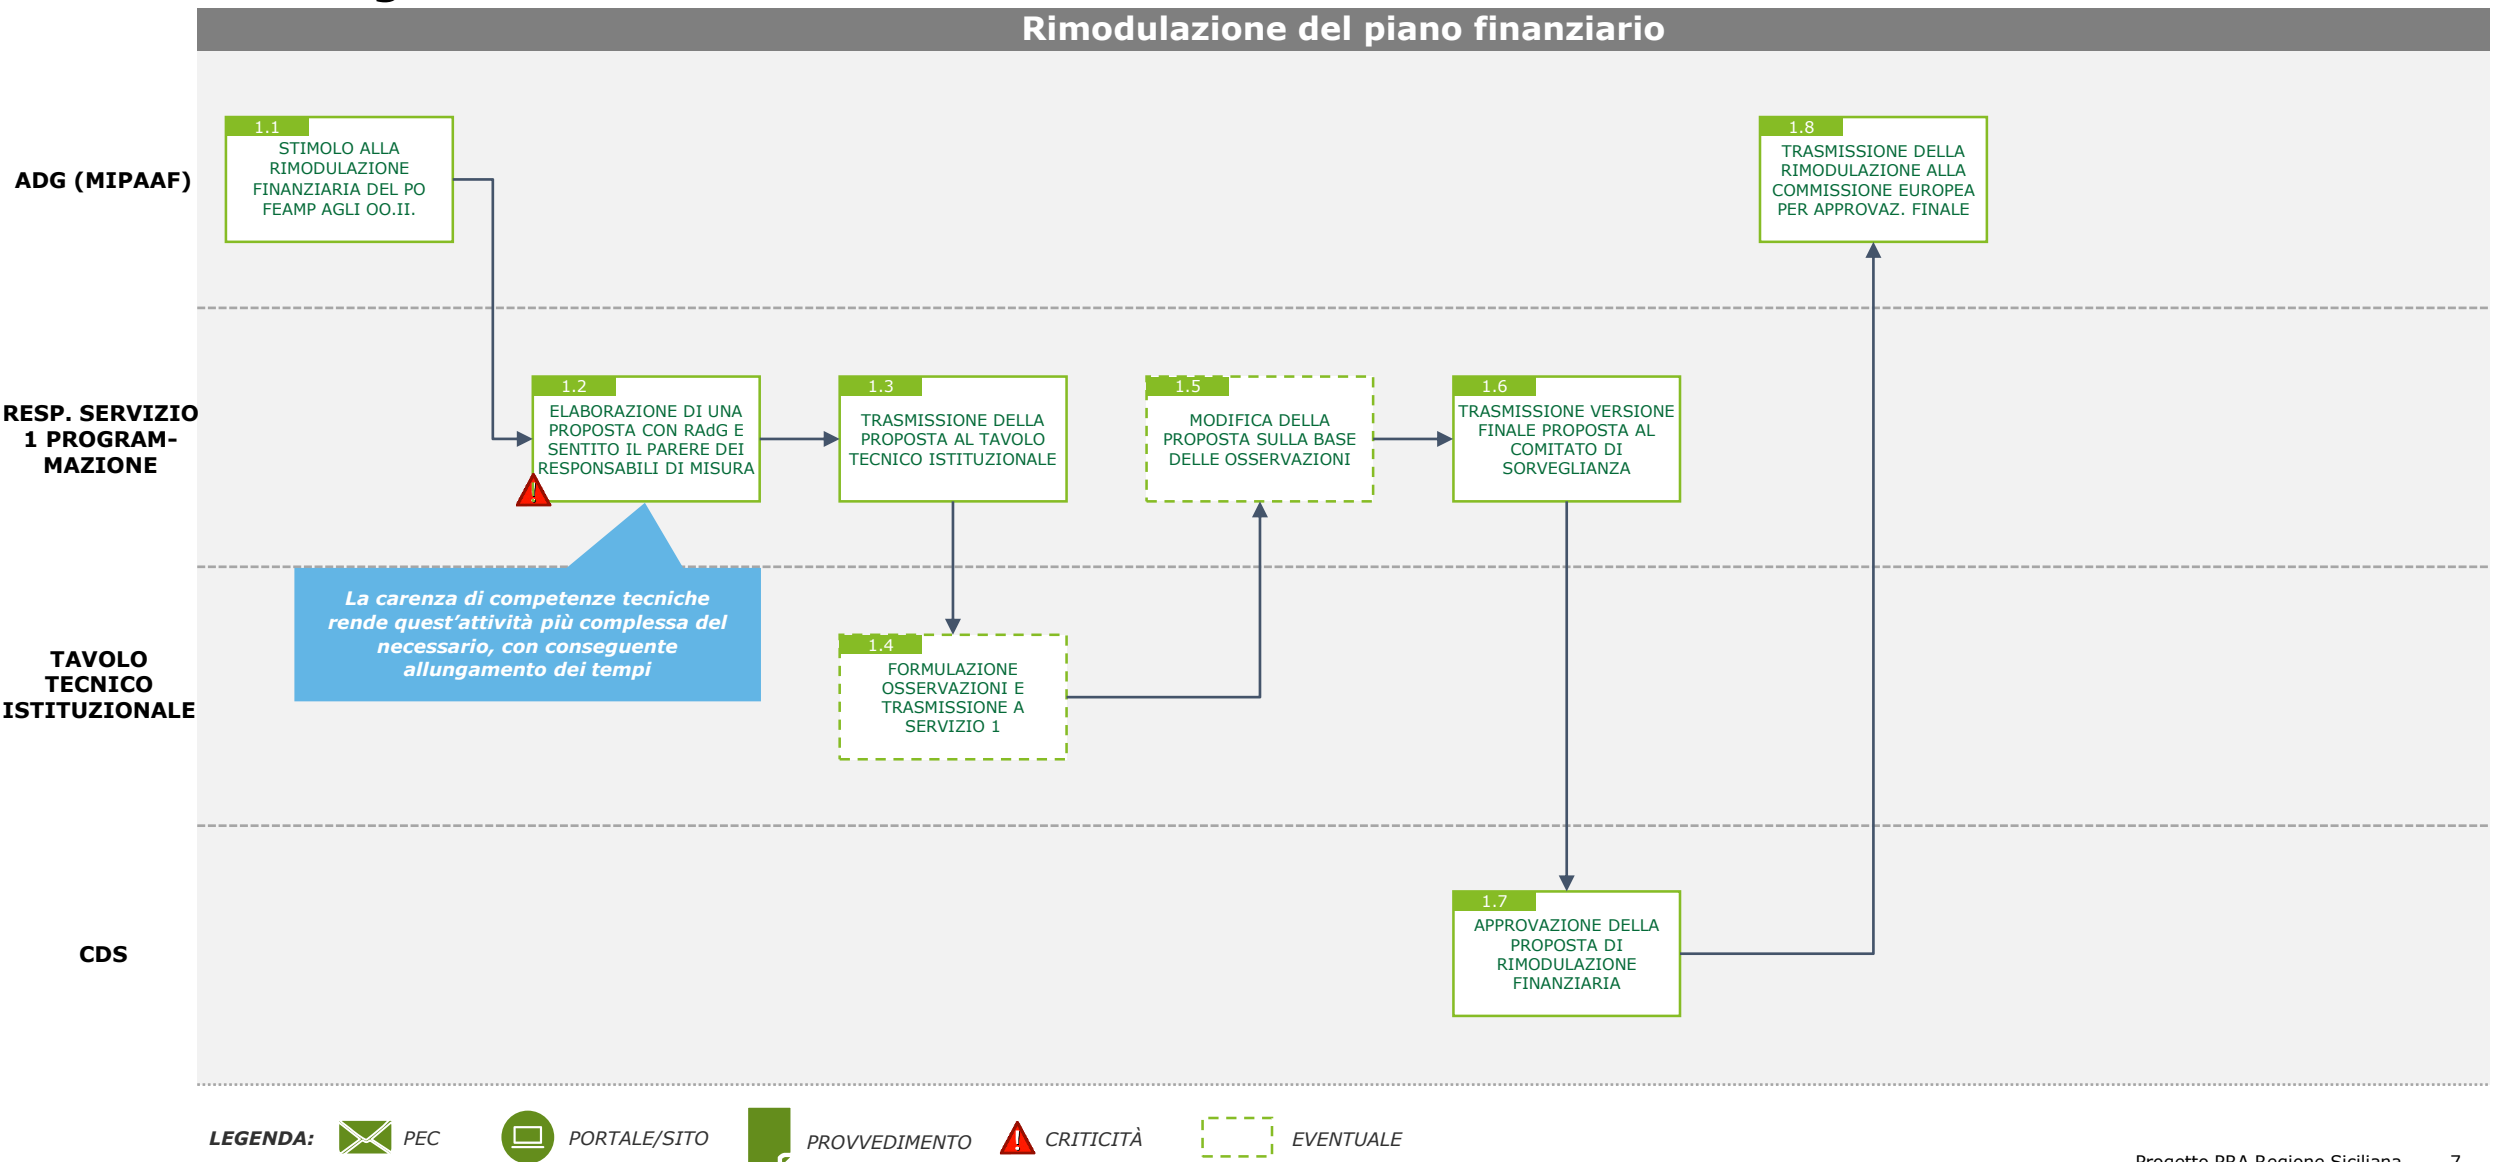 Rimodulazione del piano finanziario
ADG (MIPAAF)
1.1
STIMOLO ALLA
RIMODULAZIONE
FINANZIARIA DEL PO
FEAMP AGLI OO.II.
1.8
TRASMISSIONE DELLA
RIMODULAZIONE ALLA
COMMISSIONE EUROPEA
PER APPROVAZ. FINALE
RESP. SERVIZIO
1 PROGRAM-
MAZIONE
1.2
ELABORAZIONE DI UNA
PROPOSTA CON RAdG E
SENTITO IL PARERE DEI
RESPONSABILI DI MISURA
1.3
TRASMISSIONE DELLA
PROPOSTA AL TAVOLO
TECNICO ISTITUZIONALE
1.5
MODIFICA DELLA
PROPOSTA SULLA BASE
DELLE OSSERVAZIONI
1.6
TRASMISSIONE VERSIONE
FINALE PROPOSTA AL
COMITATO DI
SORVEGLIANZA
La carenza di competenze tecniche
rende quest’attività più complessa del
necessario, con conseguente
allungamento dei tempi
TAVOLO
TECNICO
ISTITUZIONALE
1.4
FORMULAZIONE
OSSERVAZIONI E
TRASMISSIONE A
SERVIZIO 1
CDS
1.7
APPROVAZIONE DELLA
PROPOSTA DI
RIMODULAZIONE
FINANZIARIA
LEGENDA:
PEC
PORTALE/SITO
PROVVEDIMENTO
CRITICITÀ
EVENTUALE
Progetto PRA Regione Siciliana
7